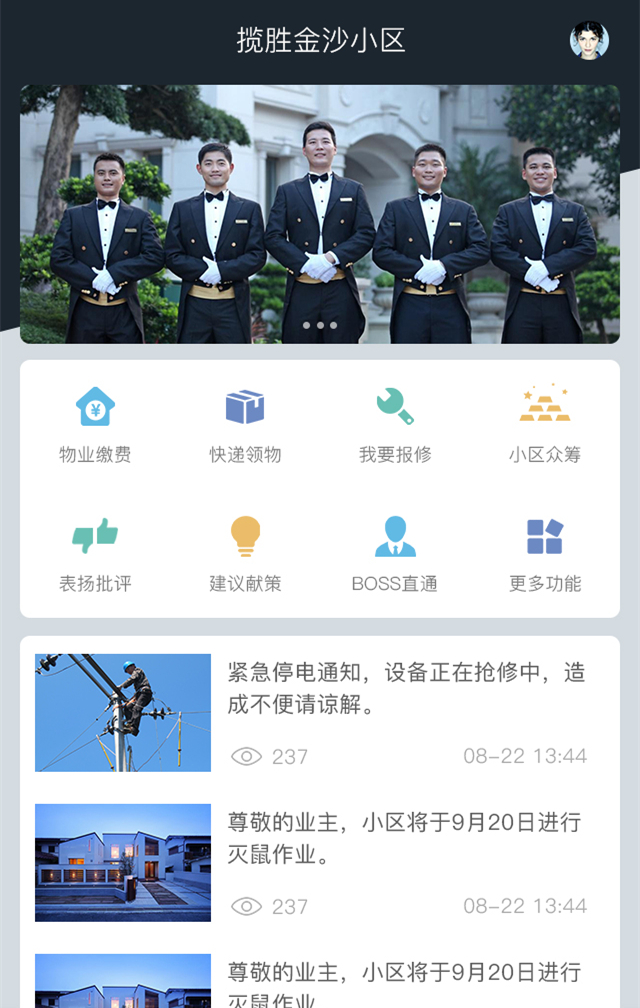 揽胜金沙小区
物业缴费 快递领物 我要报修 小区众筹
表扬批评 建议献策 BOSS直通 更多功能
紧急停电通知，设备正在抢修中，造
成不便请谅解。
237 08-22 13:44
尊敬的业主，小区将于9月20日进行
灭鼠作业。
237 08-22 13:44
尊敬的业主，小区将于9月20日进行
灭鼠作业